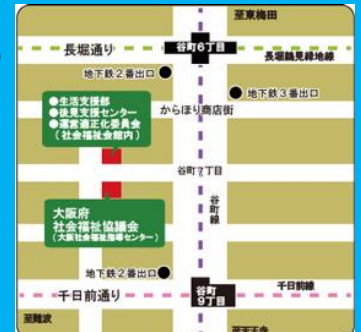 至東梅田
長堀通り
谷町6丁目
長堀鶴見緑地線
地下鉄2番出口
地下鉄3番出口
●生活支援部
●後見支援センター
●運営適正化委員会
(社会福祉会館内)
からほり商店街
谷町7丁目
谷町線
大阪府
社会福祉協議会
(大阪社会福祉指導センター)
地下鉄2番出口
千日前線
千日前通り
谷町
9丁目
至難波
至天王寺